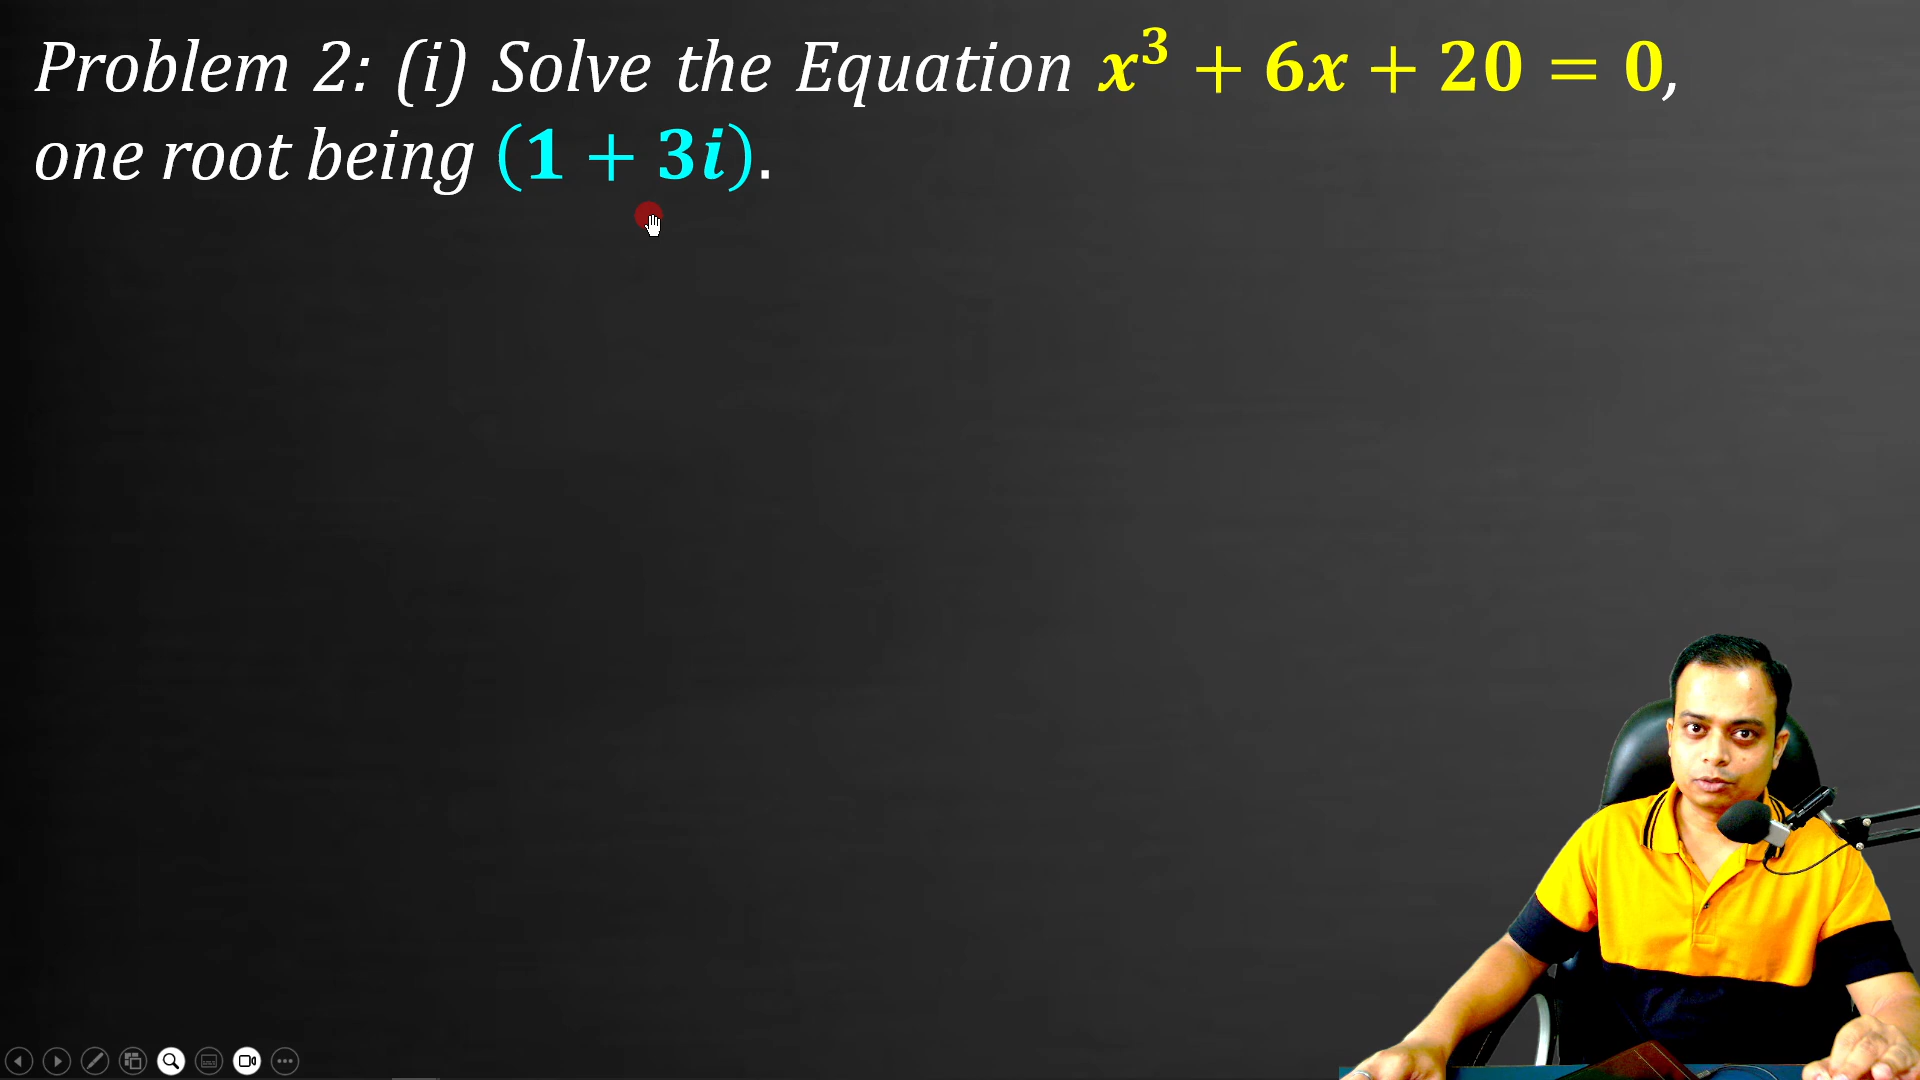 Problem 2: (i) Solve the Equation x³ + 6x + 20 = 0,
one root being (1 + 3i).